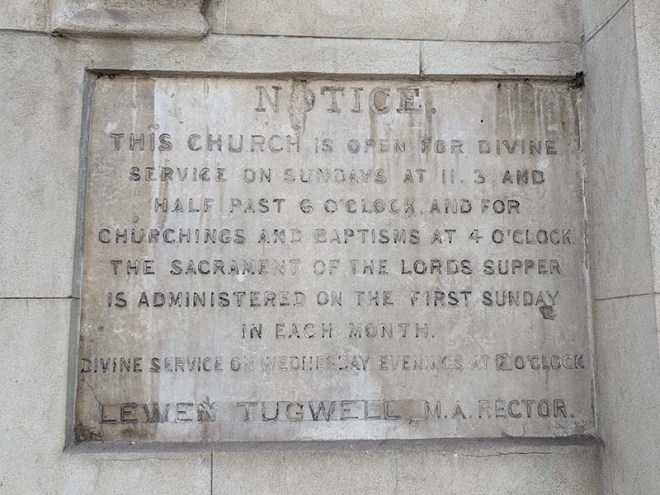 NOTICE.
THIS CHURCH IS OPEN FOR DIVINE
SERVICE ON SUNDAYS AT 11. 3. AND
HALF PAST 6 O'CLOCK, AND FOR
CHURCHINGS AND BAPTISMS AT 4 O'CLOCK.
THE SACRAMENT OF THE LORDS SUPPER
IS ADMINISTERED ON THE FIRST SUNDAY
IN EACH MONTH.
DIVINE SERVICE ON WEDNESDAY EVENINGS AT O'CLOCK
LEWEN TUGWELL, M.A. RECTOR.